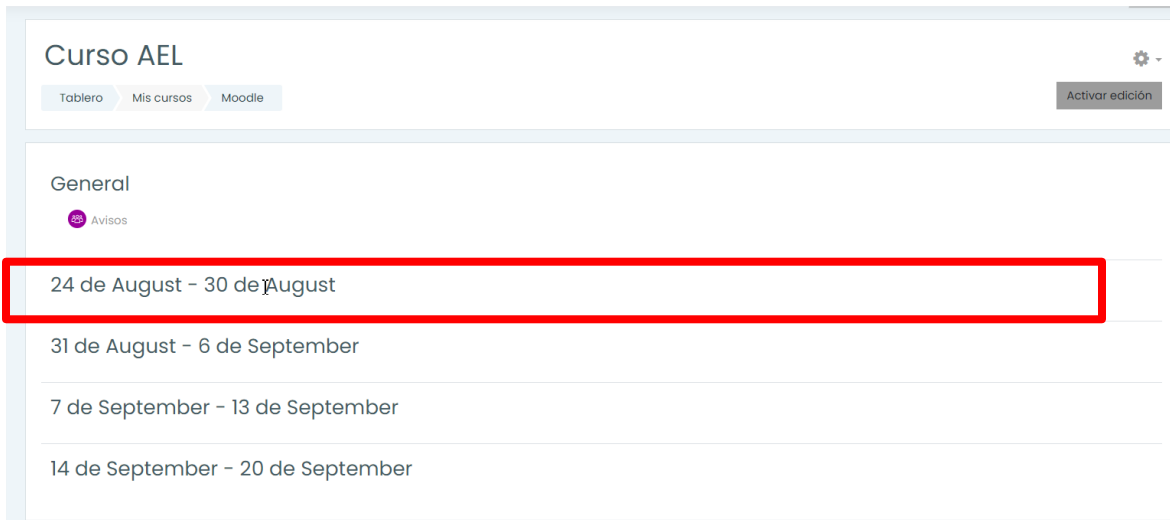 Curso AEL
Tablero Mis cursos Moodle
Activar edición
General
Avisos
24 de August - 30 de August
31 de August - 6 de September
7 de September - 13 de September
14 de September - 20 de September